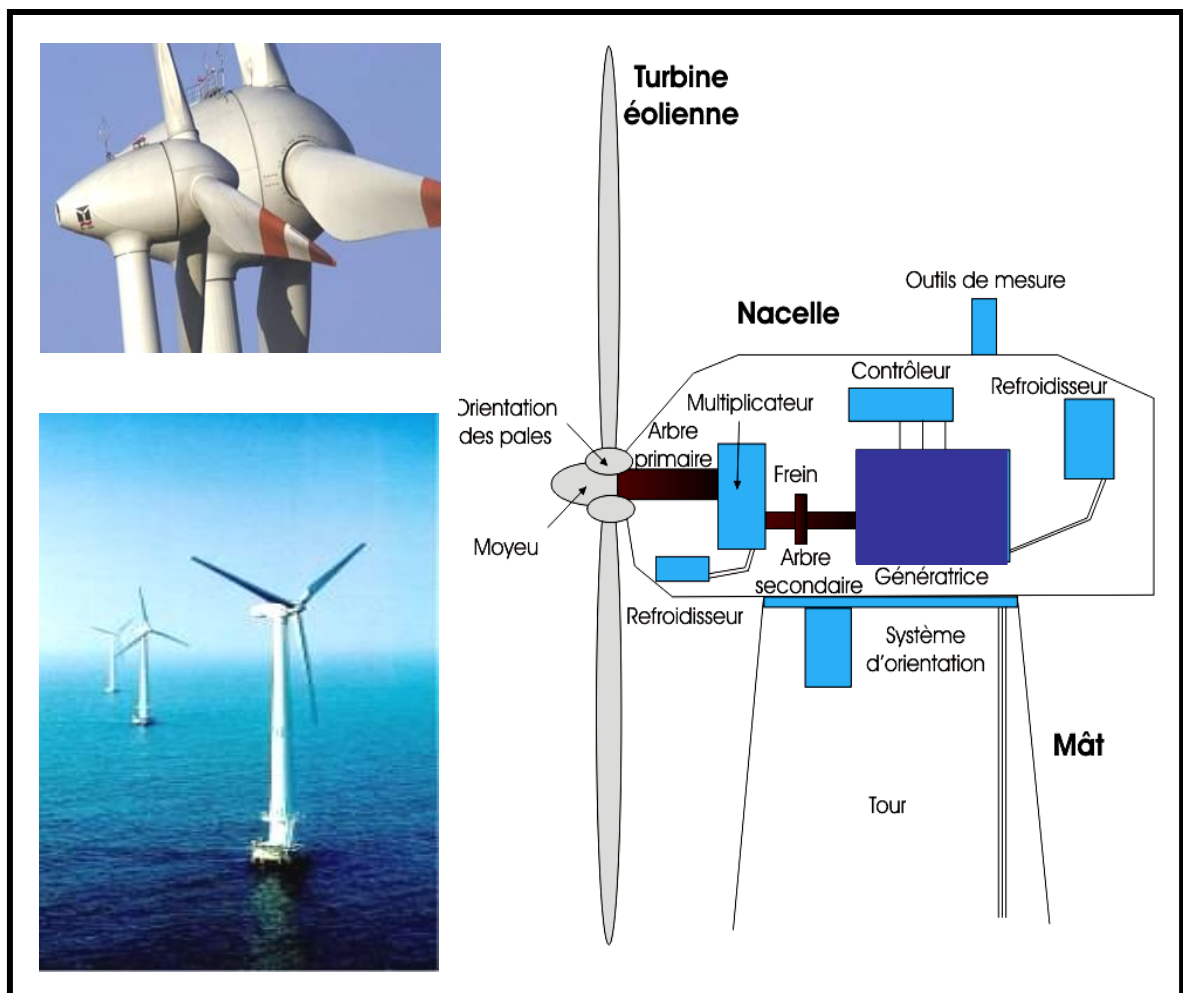 Turbine
éolienne
Outils de mesure
Nacelle
Contrôleur
Refroidisseur
Multiplicateur
Orientation
des pales
Arbre
primaire
Frein
Moyeu
Arbre
secondaire
Génératrice
Refroidisseur
Système
d'orientation
Mât
Tour